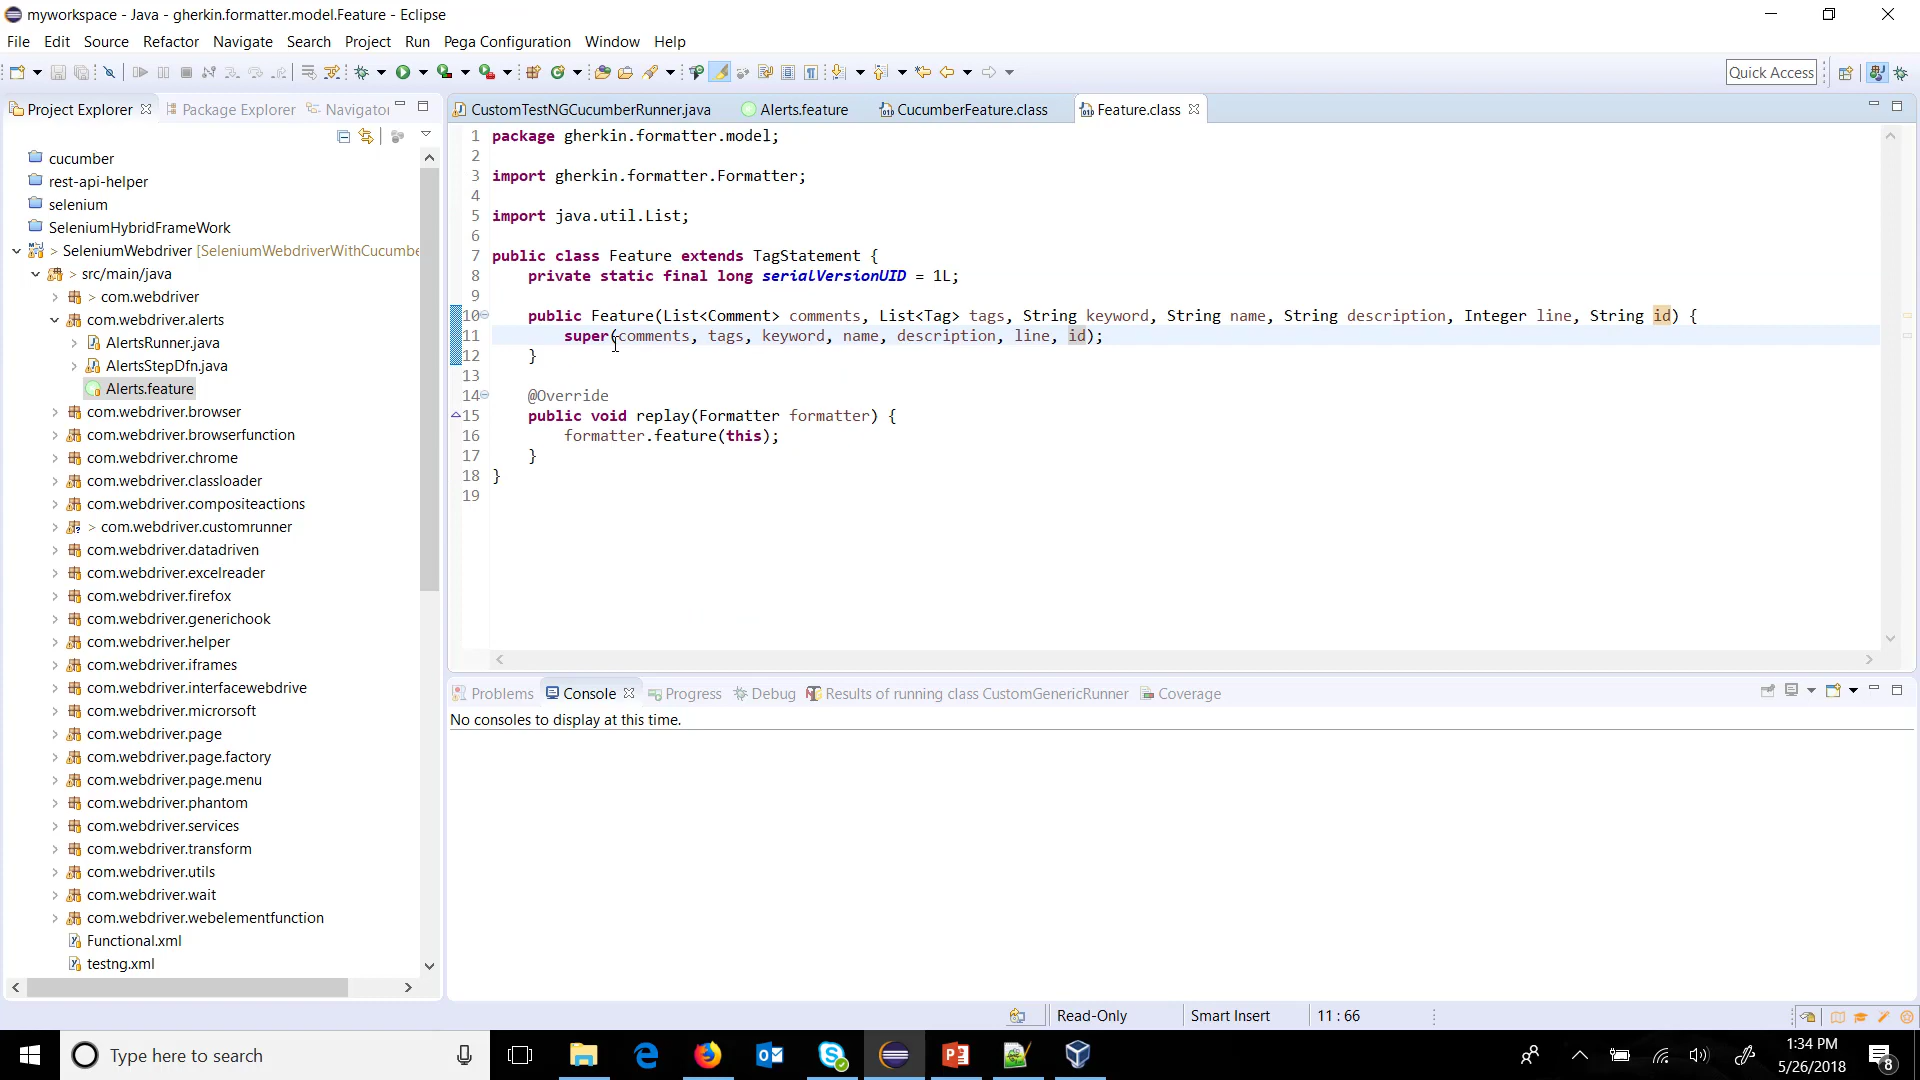 myworkspace - Java - gherkin.formatter.model.Feature - Eclipse
File Edit Source Refactor Navigate Search Project Run Pega Configuration Window Help
Quick Access
Project Explorer Package Explorer Navigator
cucumber
rest-api-helper
selenium
SeleniumHybridFrameWork
> SeleniumWebdriver [SeleniumWebdriverWithCucumbe
> src/main/java
> com.webdriver
com.webdriver.alerts
AlertsRunner.java
AlertsStepDfn.java
Alerts.feature
com.webdriver.browser
com.webdriver.browserfunction
com.webdriver.chrome
com.webdriver.classloader
com.webdriver.compositeactions
> com.webdriver.customrunner
com.webdriver.datadriven
com.webdriver.excelreader
com.webdriver.firefox
com.webdriver.generichook
com.webdriver.helper
com.webdriver.iframes
com.webdriver.interfacewebdrive
com.webdriver.microrsoft
com.webdriver.page
com.webdriver.page.factory
com.webdriver.page.menu
com.webdriver.phantom
com.webdriver.services
com.webdriver.transform
com.webdriver.utils
com.webdriver.wait
com.webdriver.webelementfunction
Functional.xml
testng.xml
CustomTestNGCucumberRunner.java Alerts.feature CucumberFeature.class Feature.class
1 package gherkin.formatter.model;
2
3 import gherkin.formatter.Formatter;
4
5 import java.util.List;
6
7 public class Feature extends TagStatement {
8 private static final long serialVersionUID = 1L;
9
10 public Feature(List<Comment> comments, List<Tag> tags, String keyword, String name, String description, Integer line, String id) {
11 super(comments, tags, keyword, name, description, line, id);
12 }
13
14 @Override
15 public void replay(Formatter formatter) {
16 formatter.feature(this);
17 }
18 }
19
Problems Console Progress Debug Results of running class CustomGenericRunner Coverage
No consoles to display at this time.
Read-Only Smart Insert 11 : 66
Type here to search
1:34 PM
5/26/2018
8